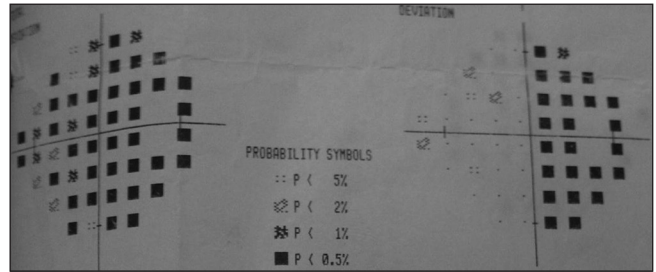 DEVIATION
PROBABILITY SYMBOLS
:: P < 5%
P < 2%
P < 1%
■ P < 0.5%